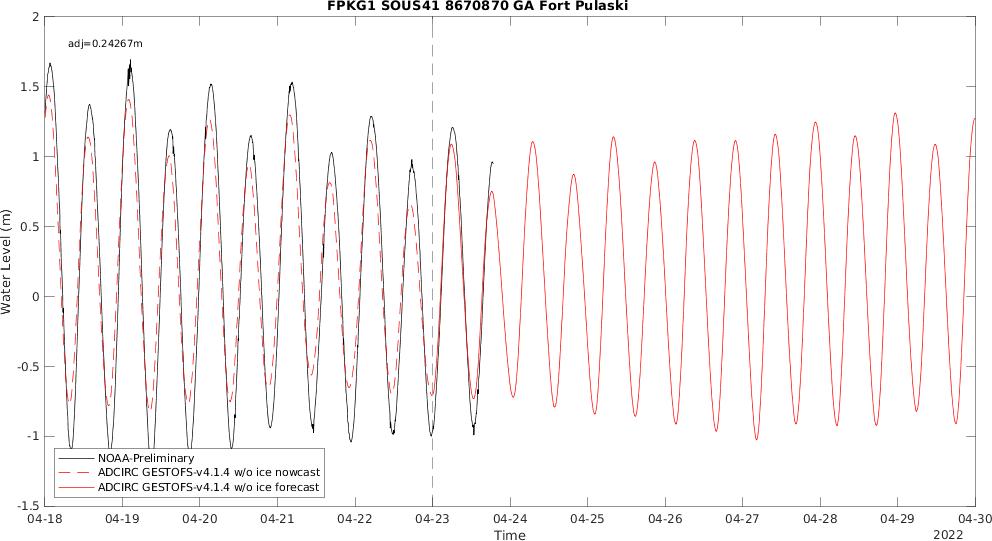 FPKG1 SOUS41 8670870 GA Fort Pulaski
adj=0.24267m
Water Level (m)
2
1.5
1
0.5
0
-0.5
-1
-1.5
NOAA-Preliminary
ADCIRC GESTOFS-v4.1.4 w/o ice nowcast
ADCIRC GESTOFS-v4.1.4 w/o ice forecast
04-18 04-19 04-20 04-21 04-22 04-23 04-24 04-25 04-26 04-27 04-28 04-29 04-30
Time
2022